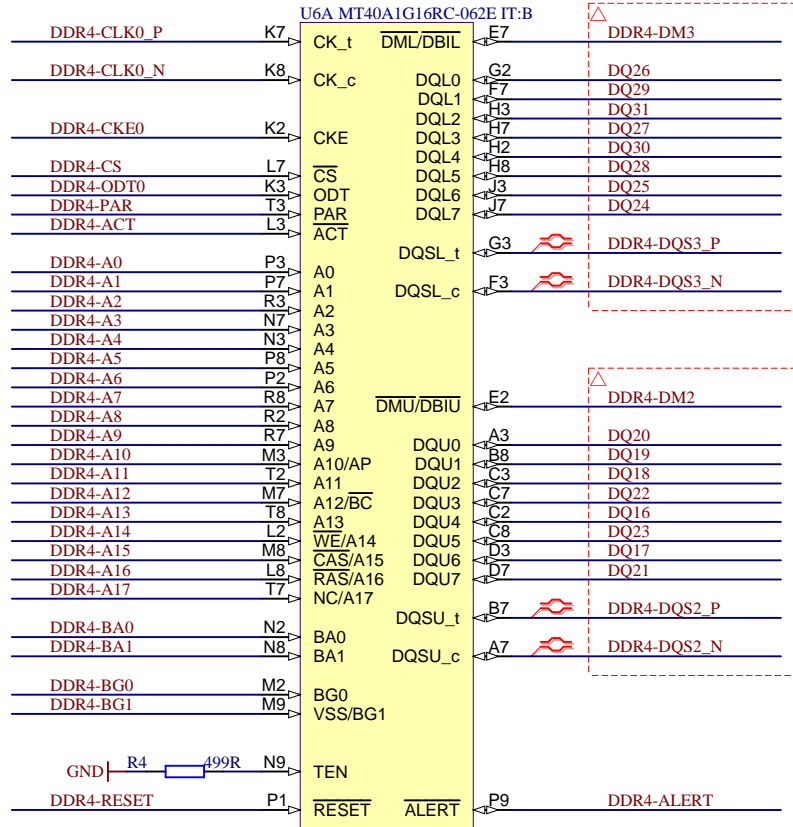 U6A MT40A1G16RC-062E IT:B
DDR4-CLK0_P K7 CK_t DML/DBIL E7 DDR4-DM3
DDR4-CLK0_N K8 CK_c DQL0 G2 DQ26
DQL1 F7 DQ29
DQL2 H3 DQ31
DDR4-CKE0 K2 CKE DQL3 H7 DQ27
DQL4 H2 DQ30
DDR4-CS L7 CS DQL5 H8 DQ28
DDR4-ODT0 K3 ODT DQL6 J3 DQ25
DDR4-PAR T3 PAR DQL7 J7 DQ24
DDR4-ACT L3 ACT
DQSL_t G3 DDR4-DQS3_P
DDR4-A0 P3 A0
DDR4-A1 P7 A1 DQSL_c F3 DDR4-DQS3_N
DDR4-A2 R3 A2
DDR4-A3 N7 A3
DDR4-A4 N3 A4
DDR4-A5 P8 A5
DDR4-A6 P2 A6
DDR4-A7 R8 A7 DMU/DBIU E2 DDR4-DM2
DDR4-A8 R2 A8
DDR4-A9 R7 A9 DQU0 A3 DQ20
DDR4-A10 M3 A10/AP DQU1 B8 DQ19
DDR4-A11 T2 A11 DQU2 C3 DQ18
DDR4-A12 M7 A12/BC DQU3 C7 DQ22
DDR4-A13 T8 A13 DQU4 C2 DQ16
DDR4-A14 L2 WE/A14 DQU5 C8 DQ23
DDR4-A15 M8 CAS/A15 DQU6 D3 DQ17
DDR4-A16 L8 RAS/A16 DQU7 D7 DQ21
DDR4-A17 T7 NC/A17
DQSU_t B7 DDR4-DQS2_P
DDR4-BA0 N2 BA0
DDR4-BA1 N8 BA1 DQSU_c A7 DDR4-DQS2_N
DDR4-BG0 M2 BG0
DDR4-BG1 M9 VSS/BG1
GND R4 499R N9 TEN
DDR4-RESET P1 RESET ALERT P9 DDR4-ALERT